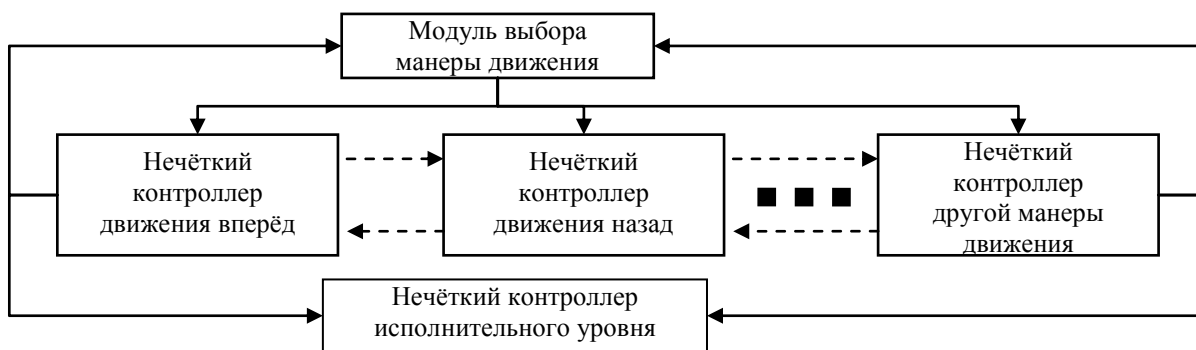 Модуль выбора
манеры движения
Нечёткий
контроллер
движения вперёд
Нечёткий
контроллер
движения назад
Нечёткий
контроллер
другой манеры
движения
Нечёткий контроллер
исполнительного уровня